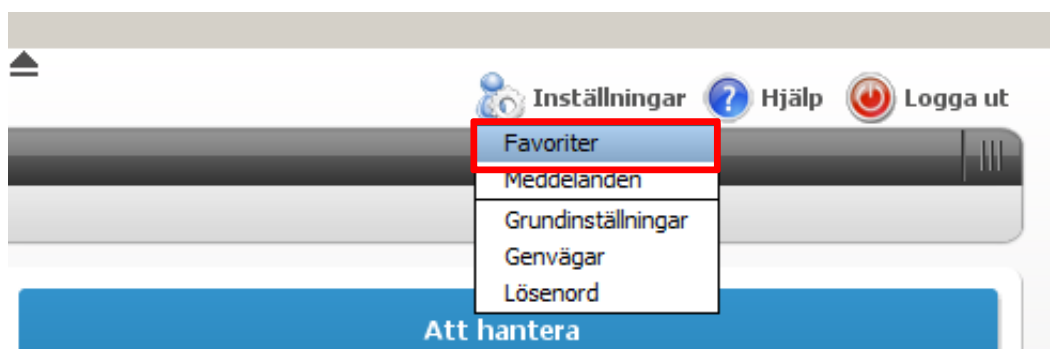 Inställningar Hjälp Logga ut
Favoriter
Meddelanden
Grundinställningar
Genvägar
Lösenord
Att hantera